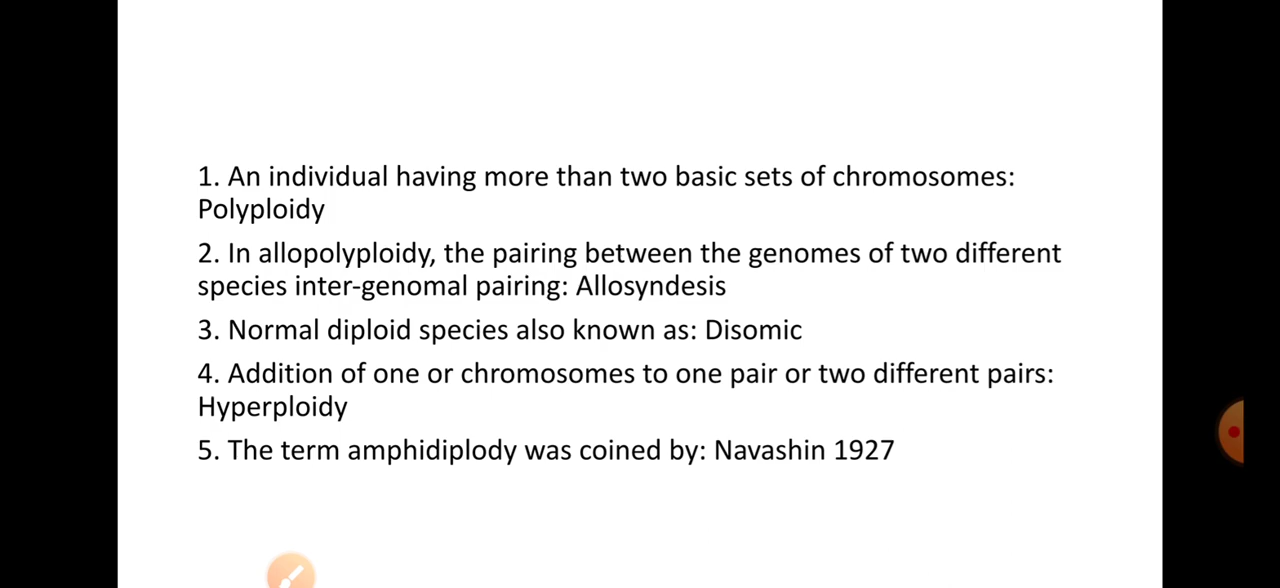 1. An individual having more than two basic sets of chromosomes:
Polyploidy
2. In allopolyploidy, the pairing between the genomes of two different
species inter-genomal pairing: Allosyndesis
3. Normal diploid species also known as: Disomic
4. Addition of one or chromosomes to one pair or two different pairs:
Hyperploidy
5. The term amphidiplody was coined by: Navashin 1927